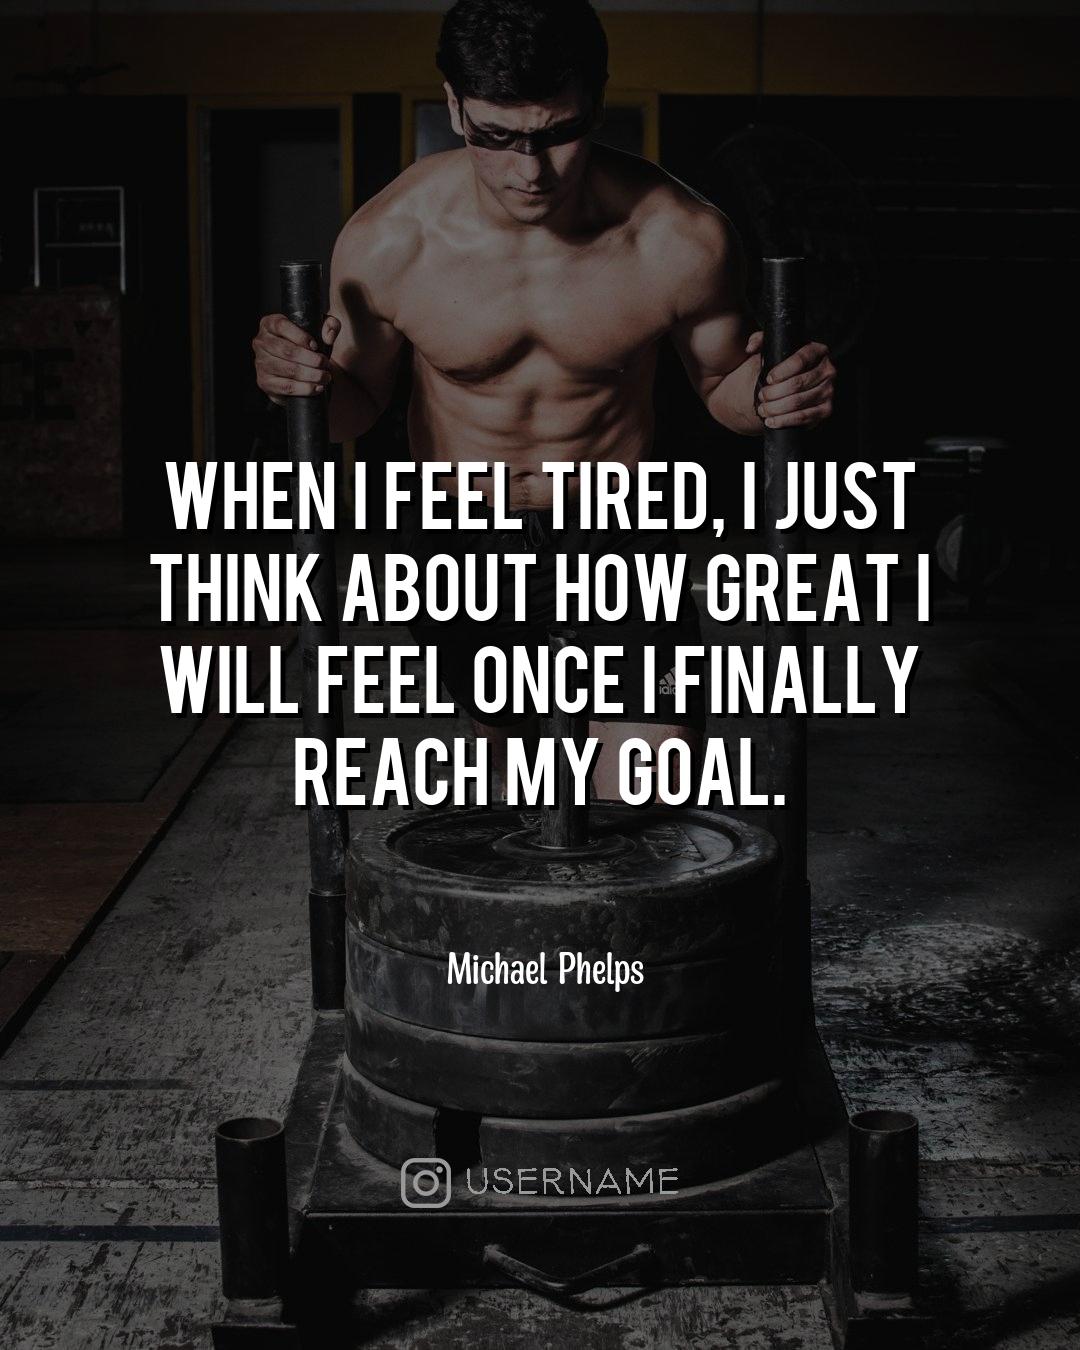 WHEN I FEEL TIRED, I JUST
THINK ABOUT HOW GREAT I
WILL FEEL ONCE I FINALLY
REACH MY GOAL.
Michael Phelps
USERNAME